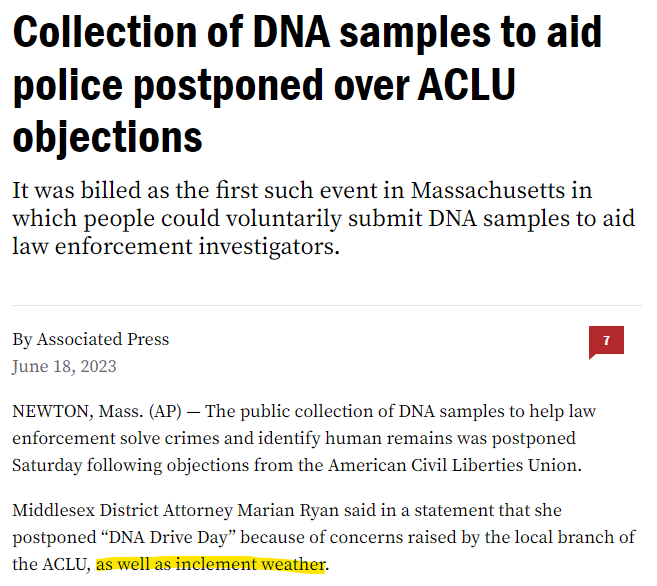 Collection of DNA samples to aid
police postponed over ACLU
objections
It was billed as the first such event in Massachusetts in
which people could voluntarily submit DNA samples to aid
law enforcement investigators.
By Associated Press
7
June 18, 2023
NEWTON, Mass. (AP) — The public collection of DNA samples to help law
enforcement solve crimes and identify human remains was postponed
Saturday following objections from the American Civil Liberties Union.
Middlesex District Attorney Marian Ryan said in a statement that she
postponed “DNA Drive Day” because of concerns raised by the local branch of
the ACLU, as well as inclement weather.